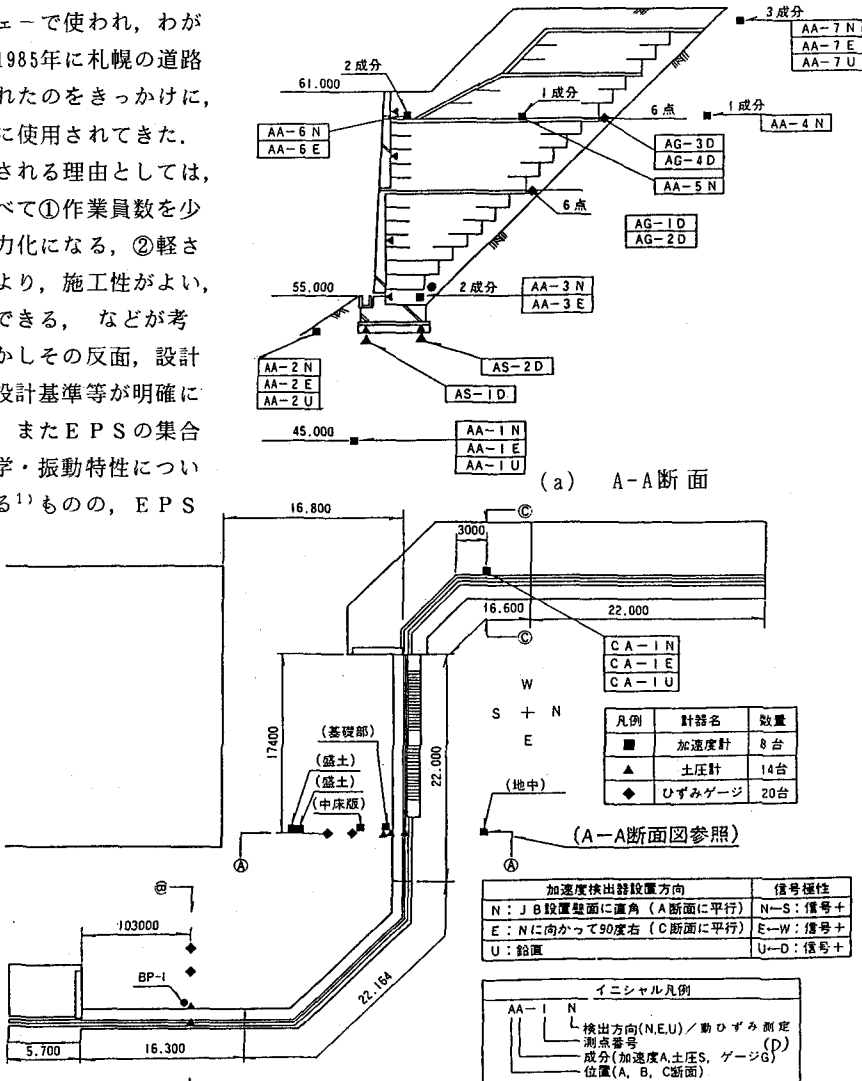 ェーで使われ，わが
1985年に札幌の道路
れたのをきっかけに，
に使用されてきた．
される理由としては，
べて①作業員数を少
力化になる，②軽さ
より，施工性がよい，
できる， などが考
かしその反面，設計
設計基準等が明確に
またＥＰＳの集合
学・振動特性につい
る¹⁾ものの，ＥＰＳ
3成分
AA-7N
AA-7E
AA-7U
2成分
61.000
1成分
6点
1成分
AA-4N
AA-6N
AA-6E
AG-3D
AG-4D
AA-5N
6点
AG-1D
AG-2D
55.000
2成分
AA-3N
AA-3E
AA-2N
AA-2E
AA-2U
AS-2D
AS-1D
45.000
AA-1N
AA-1E
AA-1U
(a) A-A断面
16.800
3000
Ⓒ
16.600
22.000
Ⓒ
CA-1N
CA-1E
CA-1U
W
S + N
E
凡例 計器名 数量
■ 加速度計 8台
▲ 土圧計 14台
◆ ひずみゲージ 20台
17400
(基礎部)
(盛土)
(盛土)
(中床版)
22.000
(地中)
(A-A断面図参照)
Ⓐ
Ⓐ
加速度検出器設置方向 信号極性
N：JB設置壁面に直角（A断面に平行） N←S：信号+
E：Nに向かって90度右（C断面に平行） E←W：信号+
U：鉛直 U←D：信号+
103000
BP-1
22.164
5.700
16.300
イニシャル凡例
AA-1 N
検出方向(N,E,U)／動ひずみ測定(D)
測点番号
成分(加速度A,土圧S, ゲージG)
位置(A, B, C断面)